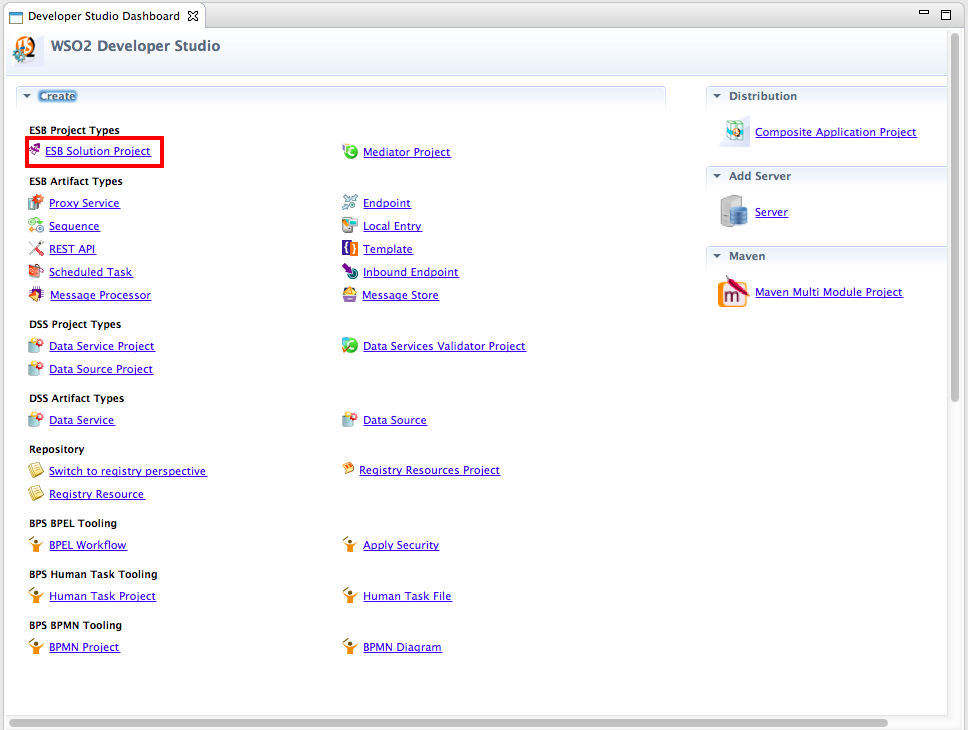 Developer Studio Dashboard
WSO2 Developer Studio
Create
ESB Project Types
ESB Solution Project
Mediator Project
ESB Artifact Types
Proxy Service
Endpoint
Sequence
Local Entry
REST API
Template
Scheduled Task
Inbound Endpoint
Message Processor
Message Store
DSS Project Types
Data Service Project
Data Services Validator Project
Data Source Project
DSS Artifact Types
Data Service
Data Source
Repository
Switch to registry perspective
Registry Resources Project
Registry Resource
BPS BPEL Tooling
BPEL Workflow
Apply Security
BPS Human Task Tooling
Human Task Project
Human Task File
BPS BPMN Tooling
BPMN Project
BPMN Diagram
Distribution
Composite Application Project
Add Server
Server
Maven
m
Maven Multi Module Project